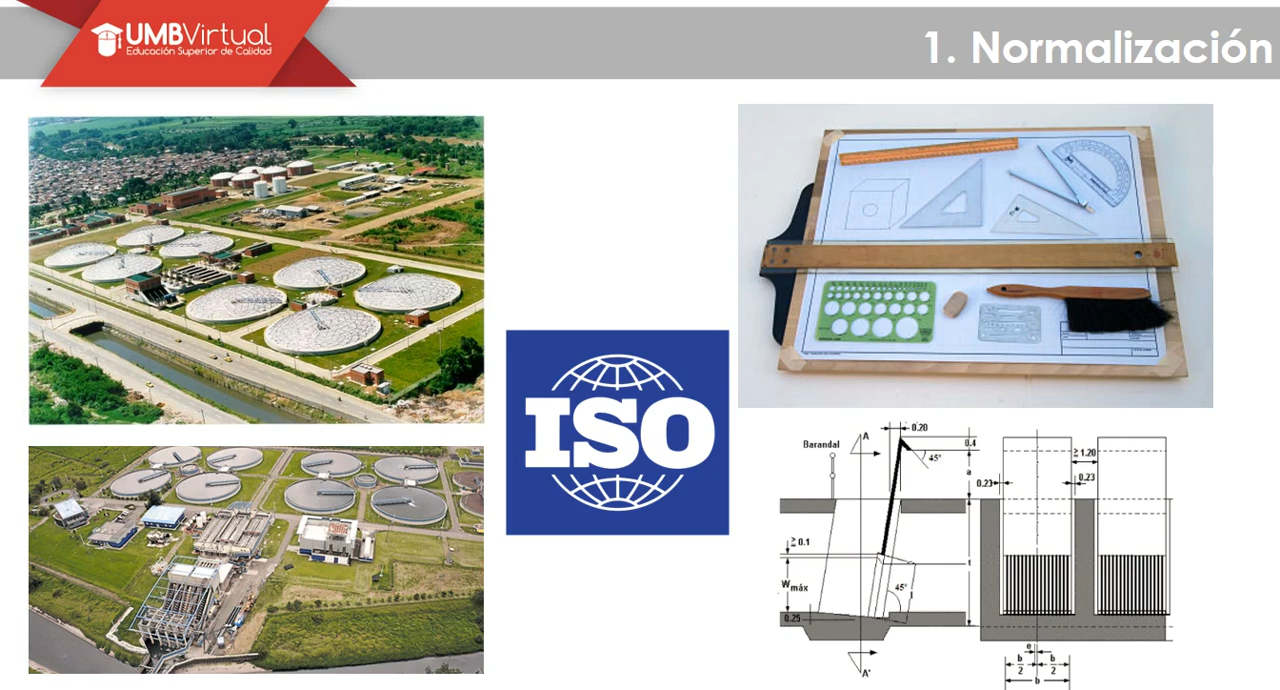 UMBVirtual
Educación Superior de Calidad
1. Normalización
ISO
Barandal
A
0.20
0.4
45°
a
≥ 1.20
0.23
0.23
≥ 0.1
W máx
45°
l
t
0.25
A'
e
b/2
b/2
b